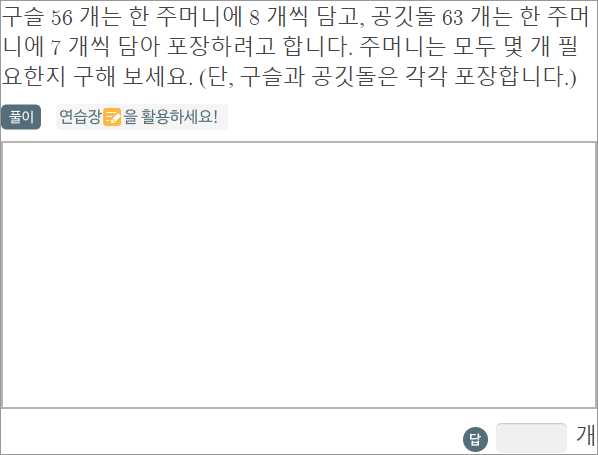 구슬 56 개는 한 주머니에 8 개씩 담고, 공깃돌 63 개는 한 주머
니에 7 개씩 담아 포장하려고 합니다. 주머니는 모두 몇 개 필
요한지 구해 보세요. (단, 구슬과 공깃돌은 각각 포장합니다.)
풀이 연습장을 활용하세요!
답 개